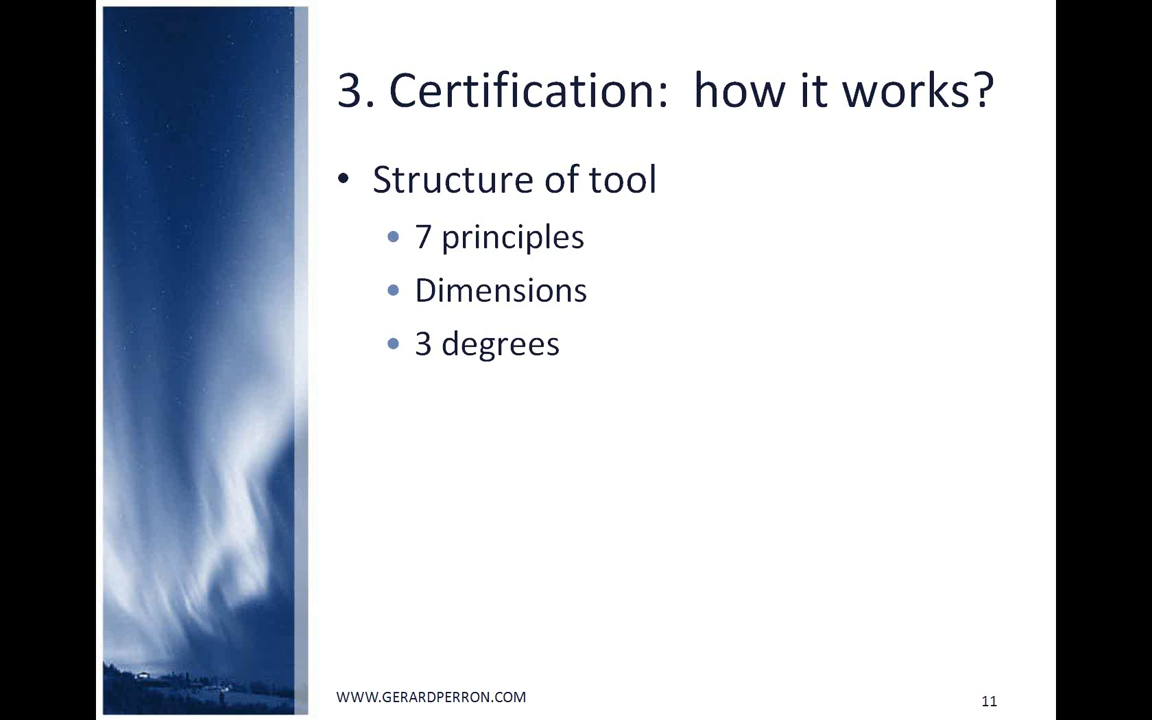 3. Certification:  how it works?
• Structure of tool
• 7 principles
• Dimensions
• 3 degrees
WWW.GERARDPERRON.COM
11